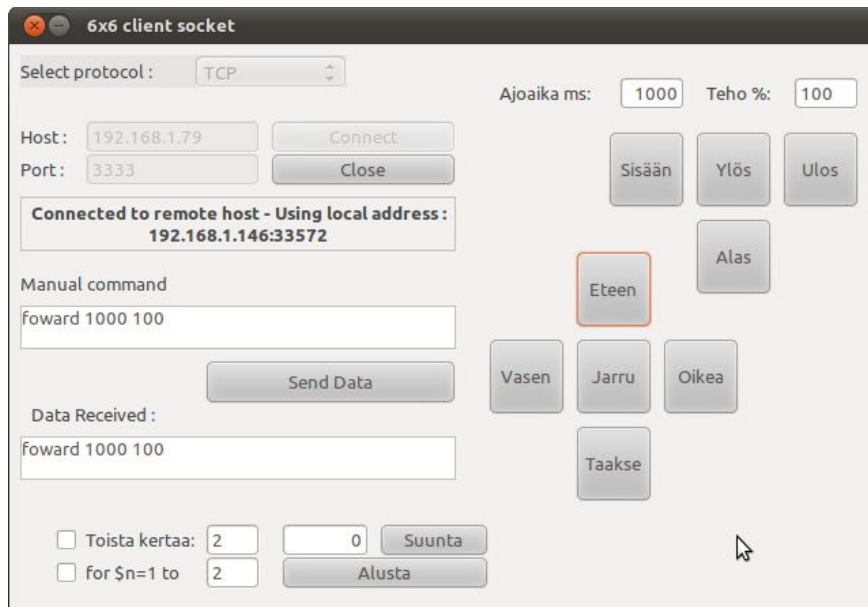 6x6 client socket
Select protocol :
TCP
Host :
192.168.1.79
Connect
Port :
3333
Close
Connected to remote host - Using local address :
192.168.1.146:33572
Manual command
foward 1000 100
Send Data
Data Received :
foward 1000 100
Toista kertaa:
2
0
Suunta
for $n=1 to
2
Alusta
Ajoaika ms:
1000
Teho %:
100
Sisään
Ylös
Ulos
Alas
Eteen
Vasen
Jarru
Oikea
Taakse